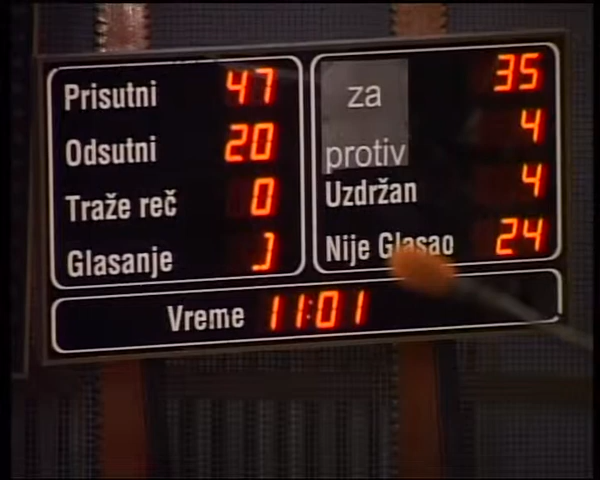 Prisutni 47
Odsutni 20
Traže reč 0
Glasanje
za 35
protiv 4
Uzdržan 4
Nije Glasao 24
Vreme 11:01